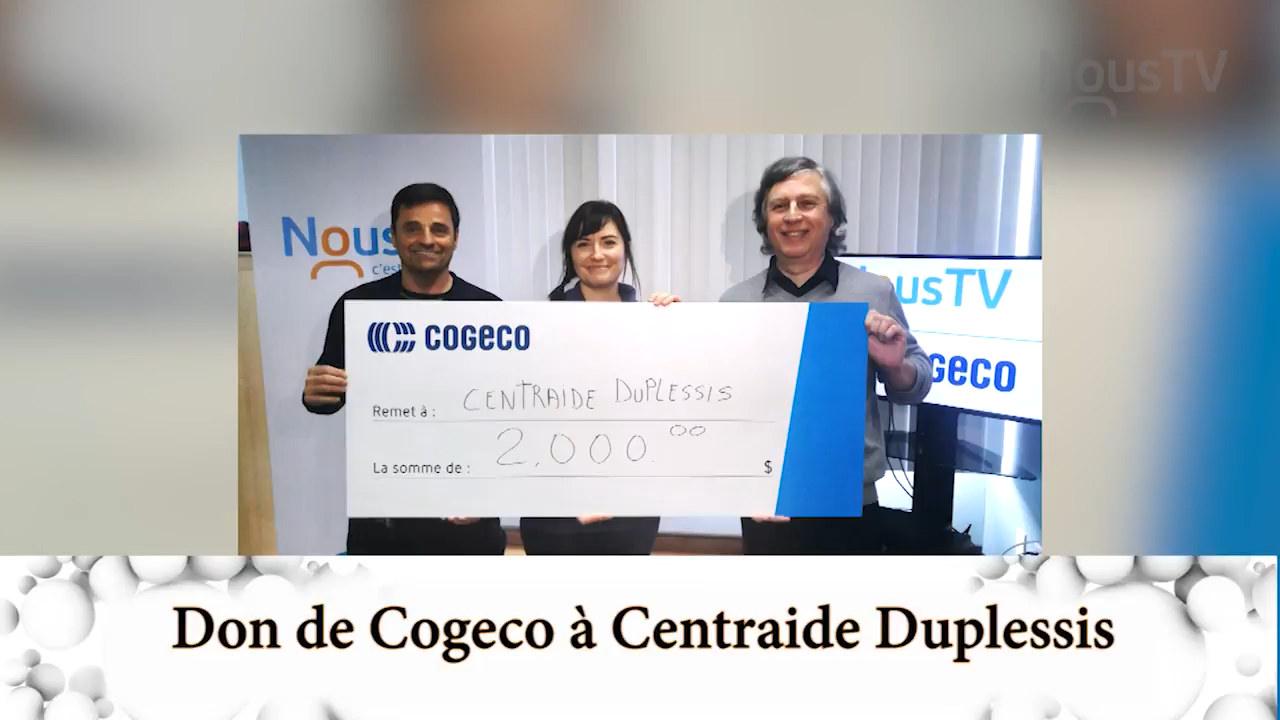 NousTV
Nous
c'est
NousTV
COGECO
geco
Remet à : CENTRAIDE DUPLESSIS
La somme de : 2,000.00 $
Don de Cogeco à Centraide Duplessis